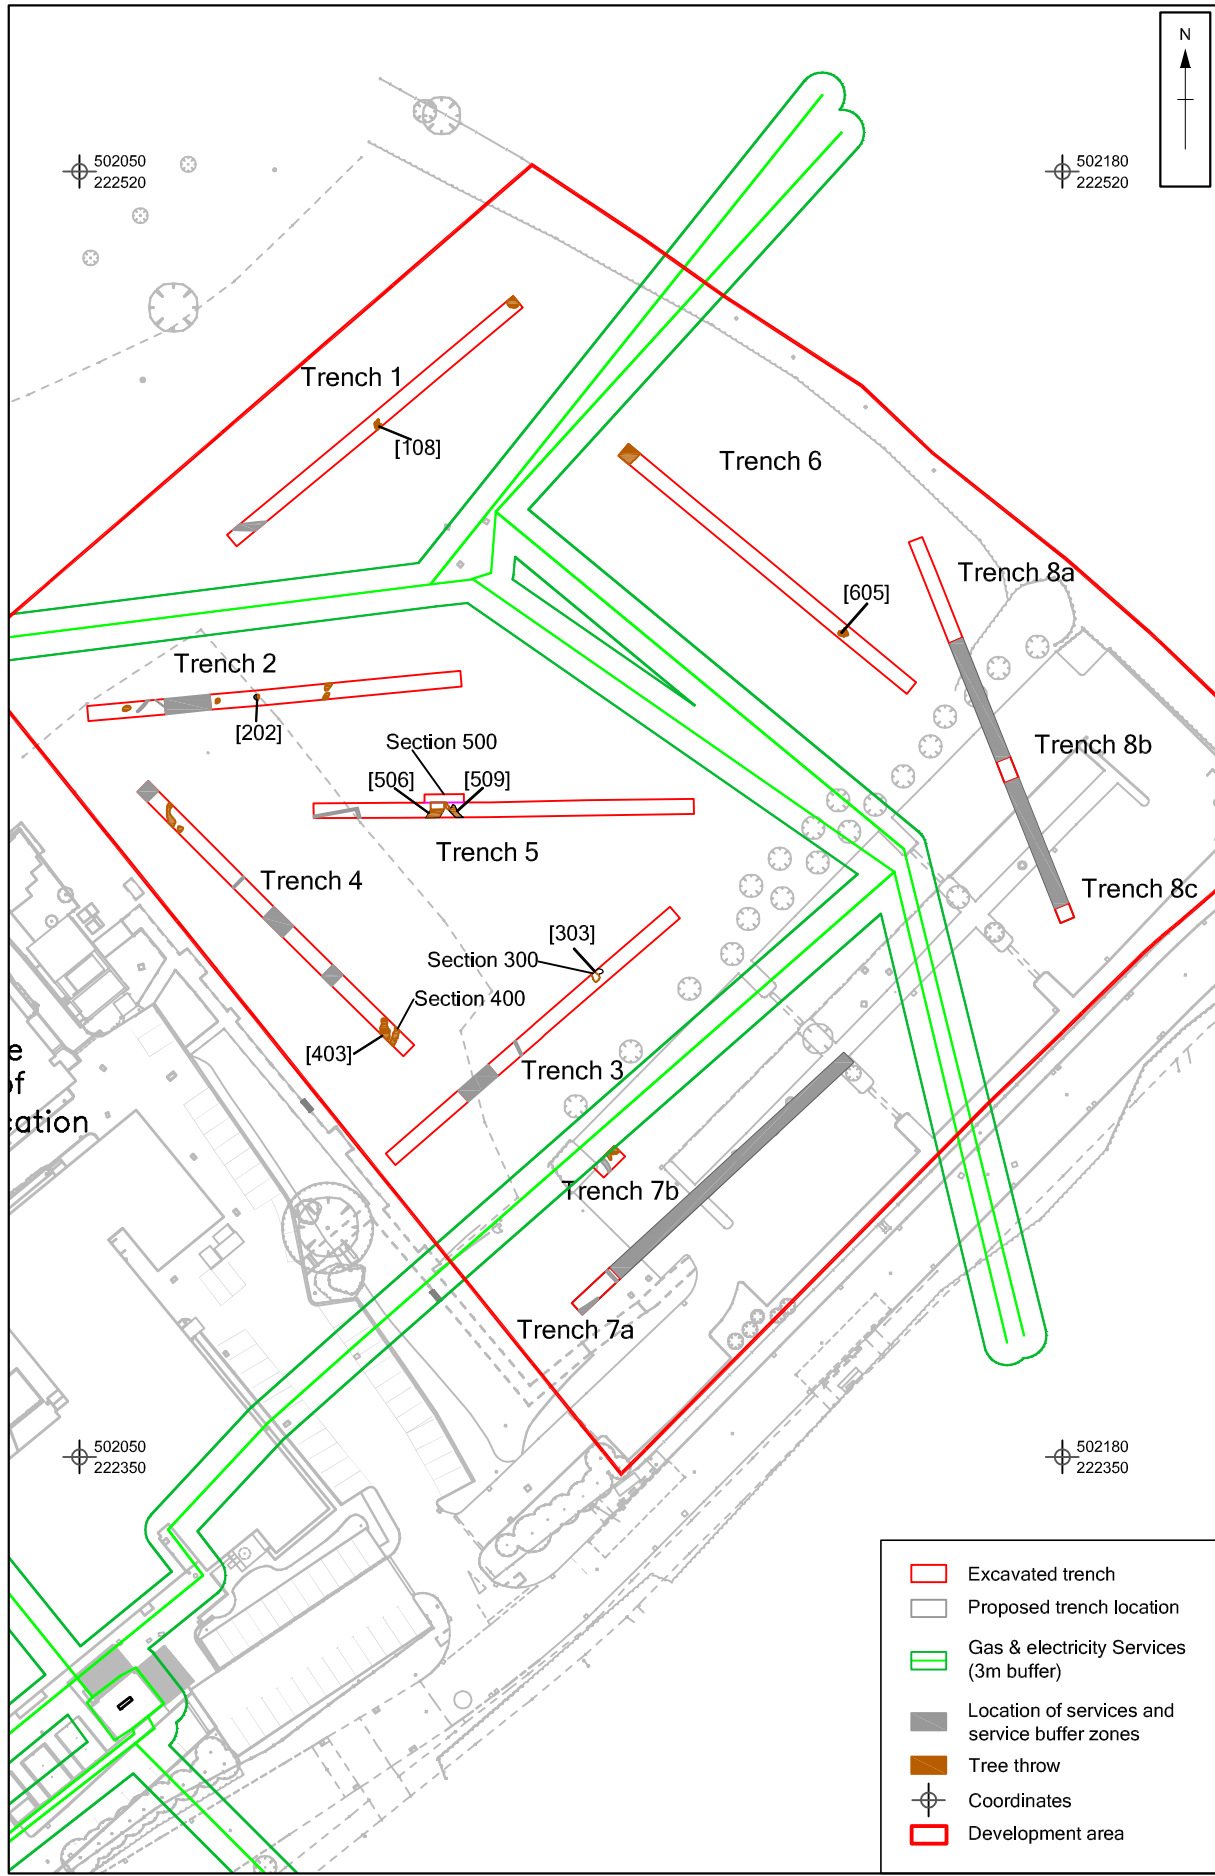 N
502050
222520
502180
222520
Trench 1
[108]
Trench 6
Trench 8a
[605]
Trench 2
[202]
Section 500
[506]
[509]
Trench 8b
Trench 5
Trench 4
Trench 8c
[303]
Section 300
Section 400
[403]
Trench 3
e
of
cation
Trench 7b
Trench 7a
502050
222350
502180
222350
Excavated trench
Proposed trench location
Gas & electricity Services
(3m buffer)
Location of services and
service buffer zones
Tree throw
Coordinates
Development area